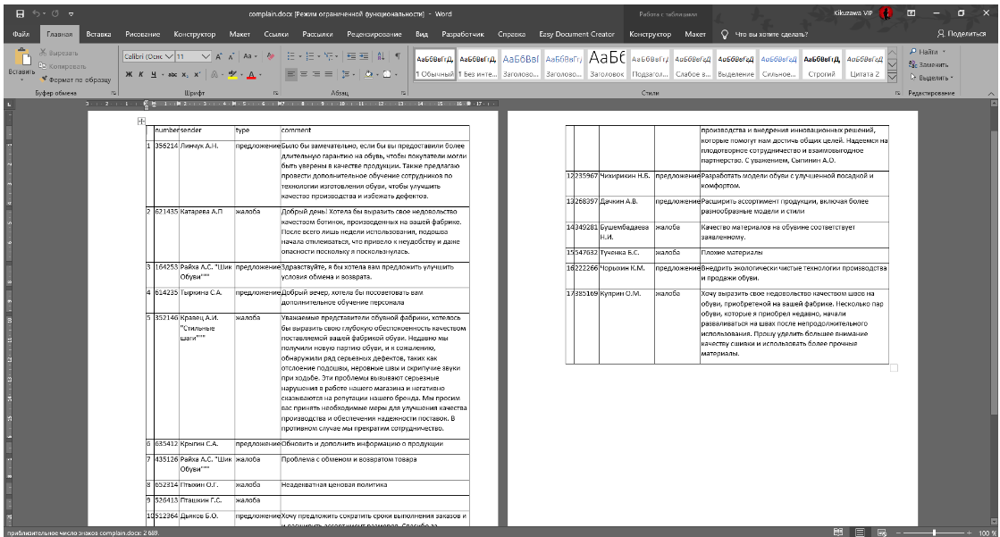 complain.docx [Режим ограниченной функциональности] - Word
Работа с таблицами
Kikuzawa VIP
Файл Главная Вставка Рисование Конструктор Макет Ссылки Рассылки Рецензирование Вид Разработчик Справка Easy Document Creator Конструктор Макет Что вы хотите сделать? Поделиться
Вставить
Вырезать
Копировать
Формат по образцу
Буфер обмена
Calibri (Оснс 11
Ж К Ч abc x₂ x²
Шрифт
Абзац
АаБбВвГгД, АаБбВвГгД, АаБбВвГ АаБбВвГг АаБб АаБбВвГг АаБбВвГгД АаБбВвГгД АаБбВвГгД АаБбВвГгД, АаБбВвГгД
¶ Обычный ¶ Без инте... Заголово... Заголово... Заголовок Подзагол... Слабое в... Выделение Сильное... Строгий Цитата 2
Стили
Найти
Заменить
Выделить
Редактирование
number sender type comment
1 356214 Линчук А.Н. предложение Было бы замечательно, если бы вы предоставили более
длительную гарантию на обувь, чтобы покупатели могли
быть уверены в качестве продукции. Также предлагаю
провести дополнительное обучение сотрудников по
технологии изготовления обуви, чтобы улучшить
качество производства и избежать дефектов.
2 621435 Катарева А.П жалоба Добрый день! Хотела бы выразить свое недовольство
качеством ботинок, произведенных на вашей фабрике.
После всего лишь недели использования, подошва
начала отклеиваться, что привело к неудобству и даже
опасности поскольку я поскользнулась.
3 164253 Райха А.С. "Шик предложение Здравствуйте, я бы хотела вам предложить улучшить
Обуви""" условия обмена и возврата.
4 614235 Тыркина С.А. предложение Добрый вечер, хотела бы посоветовать вам
дополнительное обучение персонала
5 352146 Кравец А.И. жалоба Уважаемые представители обувной фабрики, хотелось
"Стильные бы выразить свою глубокую обеспокоенность качеством
шаги""" поставляемой вашей фабрикой обуви. Недавно мы
получили новую партию обуви и, к сожалению,
обнаружили ряд серьезных дефектов, таких как
отслоение подошвы, неровные швы и скрипучие звуки
при ходьбе. Эти проблемы вызывают серьезные
нарушения в работе нашего магазина и негативно
сказываются на репутации нашего бренда. Мы просим
вас принять необходимые меры для улучшения качества
производства и обеспечения надежности поставок. В
противном случае мы прекратим сотрудничество.
6 635412 Крыгин С.А. предложение Обновить и дополнить информацию о продукции
7 435126 Райха А.С. "Шик жалоба Проблема с обменом и возвратом товара
Обуви"""
8 652314 Птыхин О.Г. жалоба Неадекватная ценовая политика
9 526413 Пташкин Г.С. жалоба
10 512364 Дьяков Б.О. предложение Хочу предложить сократить сроки выполнения заказов и
и расширить ассортимент размеров. Спасибо за
производства и внедрения инновационных решений,
которые помогут нам достичь общих целей. Надеемся на
плодотворное сотрудничество и взаимовыгодное
партнерство. С уважением, Сыпинин А.О.
12 235967 Чихирикин Н.Б. предложение Разработать модели обуви с улучшенной посадкой и
комфортом.
13 268397 Дачкин А.В. предложение Расширить ассортимент продукции, включая более
разнообразные модели и стили
14 349281 Бушембадаева жалоба Качество материалов на обувине соответствует
Н.И. заявленному.
15 547632 Тученка Б.С. жалоба Плохие материалы
16 222266 Чорыхин К.М. предложение Внедрить экологически чистые технологии производства
и продажи обуви.
17 385169 Куприн О.М. жалоба Хочу выразить свое недовольство качеством швов на
обуви, приобретеной на вашей фабрике. Несколько пар
обуви, которые я приобрел недавно, начали
разваливаться на швах после непродолжительного
использования. Прошу уделить большее внимание
качеству сшивки и использовать более прочные
материалы.
приблизительное число знаков complain.docx: 2 689.
100 %